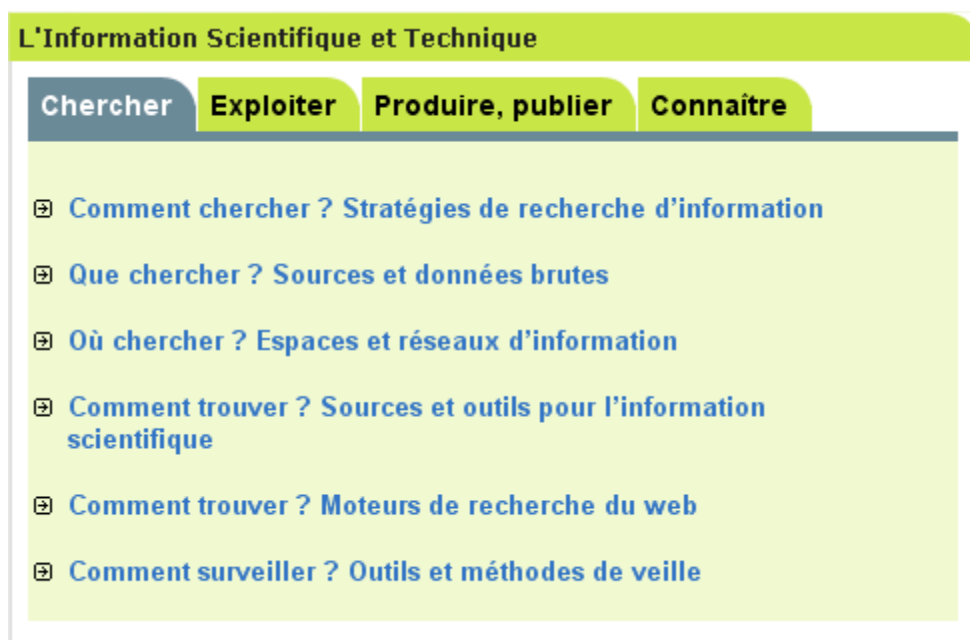 L'Information Scientifique et Technique
Chercher Exploiter Produire, publier Connaître
Comment chercher ? Stratégies de recherche d’information
Que chercher ? Sources et données brutes
Où chercher ? Espaces et réseaux d’information
Comment trouver ? Sources et outils pour l’information
scientifique
Comment trouver ? Moteurs de recherche du web
Comment surveiller ? Outils et méthodes de veille